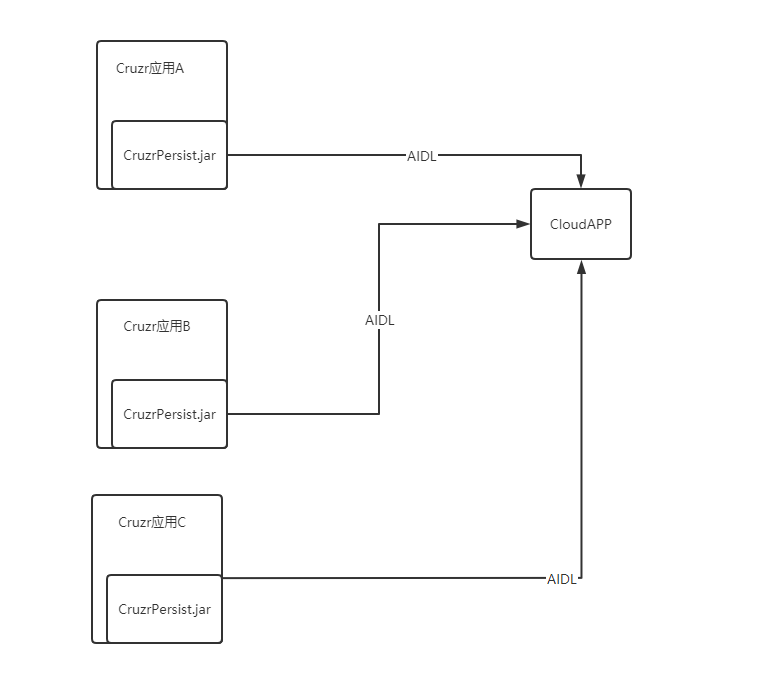 Cruzr应用A
CruzrPersist.jar
AIDL
CloudAPP
AIDL
Cruzr应用B
CruzrPersist.jar
Cruzr应用C
AIDL
CruzrPersist.jar